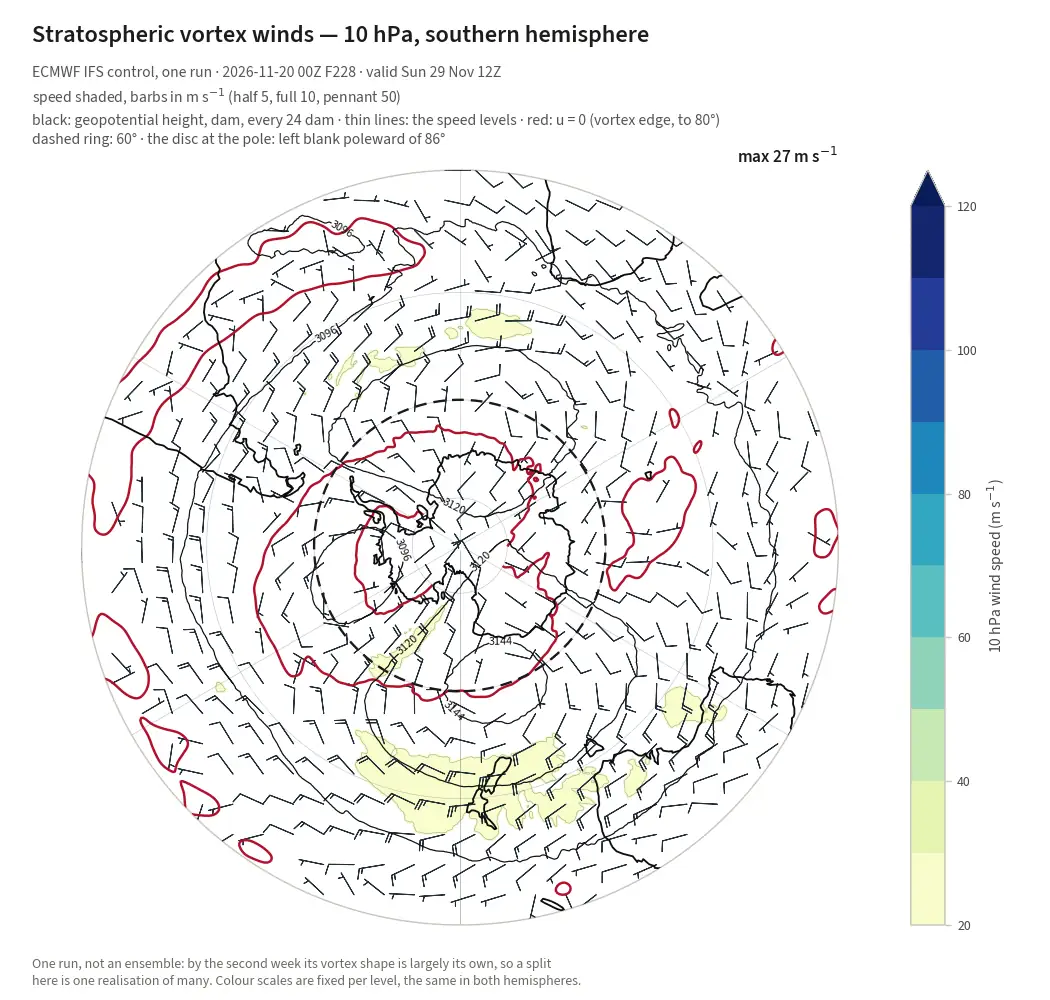 Stratospheric vortex winds — 10 hPa, southern hemisphere
ECMWF IFS control, one run · 2026-11-20 00Z F228 · valid Sun 29 Nov 12Z
speed shaded, barbs in m s⁻¹ (half 5, full 10, pennant 50)
black: geopotential height, dam, every 24 dam · thin lines: the speed levels · red: u = 0 (vortex edge, to 80°)
dashed ring: 60° · the disc at the pole: left blank poleward of 86°
max 27 m s⁻¹
3096
3096
3120
3096
3120
3120
3144
3144
120
100
80
60
40
20
10 hPa wind speed (m s⁻¹)
One run, not an ensemble: by the second week its vortex shape is largely its own, so a split
here is one realisation of many. Colour scales are fixed per level, the same in both hemispheres.